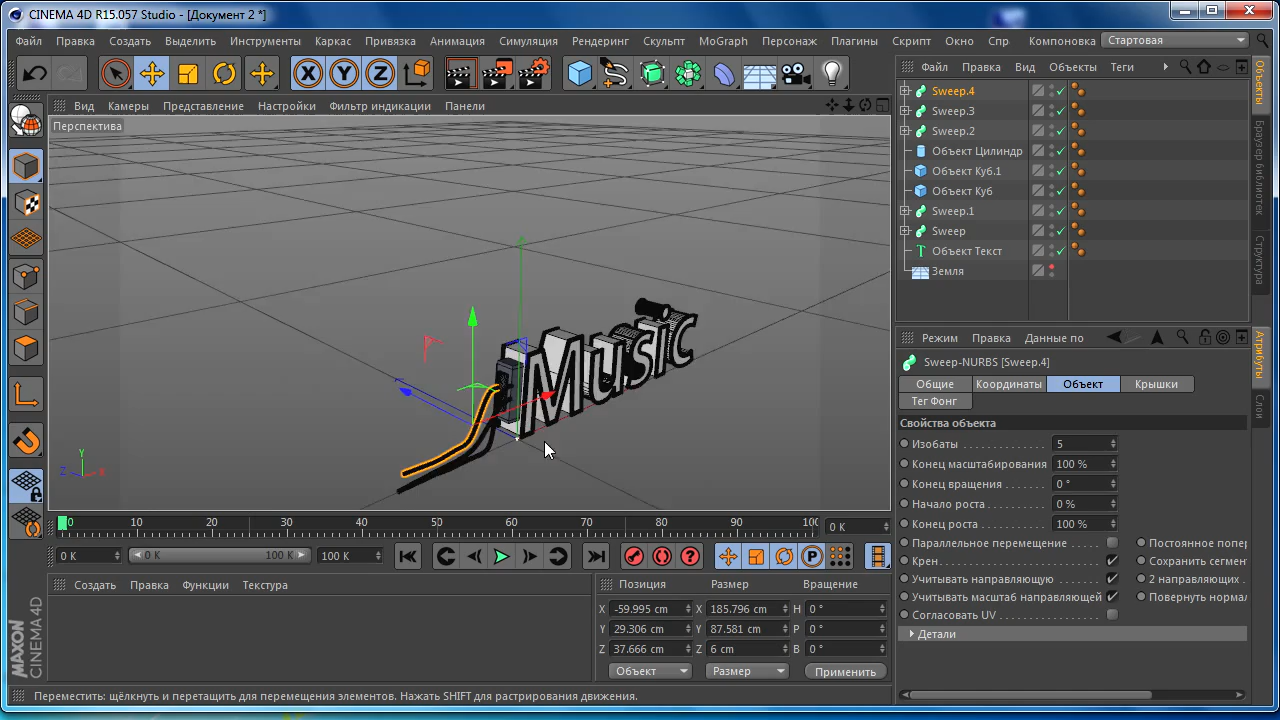 CINEMA 4D R15.057 Studio - [Документ 2 *]
Файл Правка Создать Выделить Инструменты Каркас Привязка Анимация Симуляция Рендеринг Скульпт MoGraph Персонаж Плагины Скрипт Окно Спр Компоновка Стартовая
X Y Z
Файл Правка Вид Объекты Теги
Вид Камеры Представление Настройки Фильтр индикации Панели
Перспектива
Music
Y
Z X
Sweep.4
Sweep.3
Sweep.2
Объект Цилиндр
Объект Куб.1
Объект Куб
Sweep.1
Sweep
Объект Текст
Земля
Объекты
Браузер библиотек
Структура
Режим Правка Данные по
Sweep-NURBS [Sweep.4]
Общие Координаты Объект Крышки
Тег Фонг
Свойства объекта
Изобаты 5
Конец масштабирования 100 %
Конец вращения 0 °
Начало роста 0 %
Конец роста 100 %
Параллельное перемещение Постоянное попер
Крен Сохранить сегмен
Учитывать направляющую 2 направляющих
Учитывать масштаб направляющей Повернуть нормал
Согласовать UV
Детали
Атрибуты
Слои
0 10 20 30 40 50 60 70 80 90 100 0 K
0 K 0 K 100 K 100 K P
Создать Правка Функции Текстура
Позиция Размер Вращение
X -59.995 cm X 185.796 cm H 0 °
Y 29.306 cm Y 87.581 cm P 0 °
Z 37.666 cm Z 6 cm B 0 °
Объект Размер Применить
MAXON
CINEMA 4D
Переместить: щёлкнуть и перетащить для перемещения элементов. Нажать SHIFT для растрирования движения.